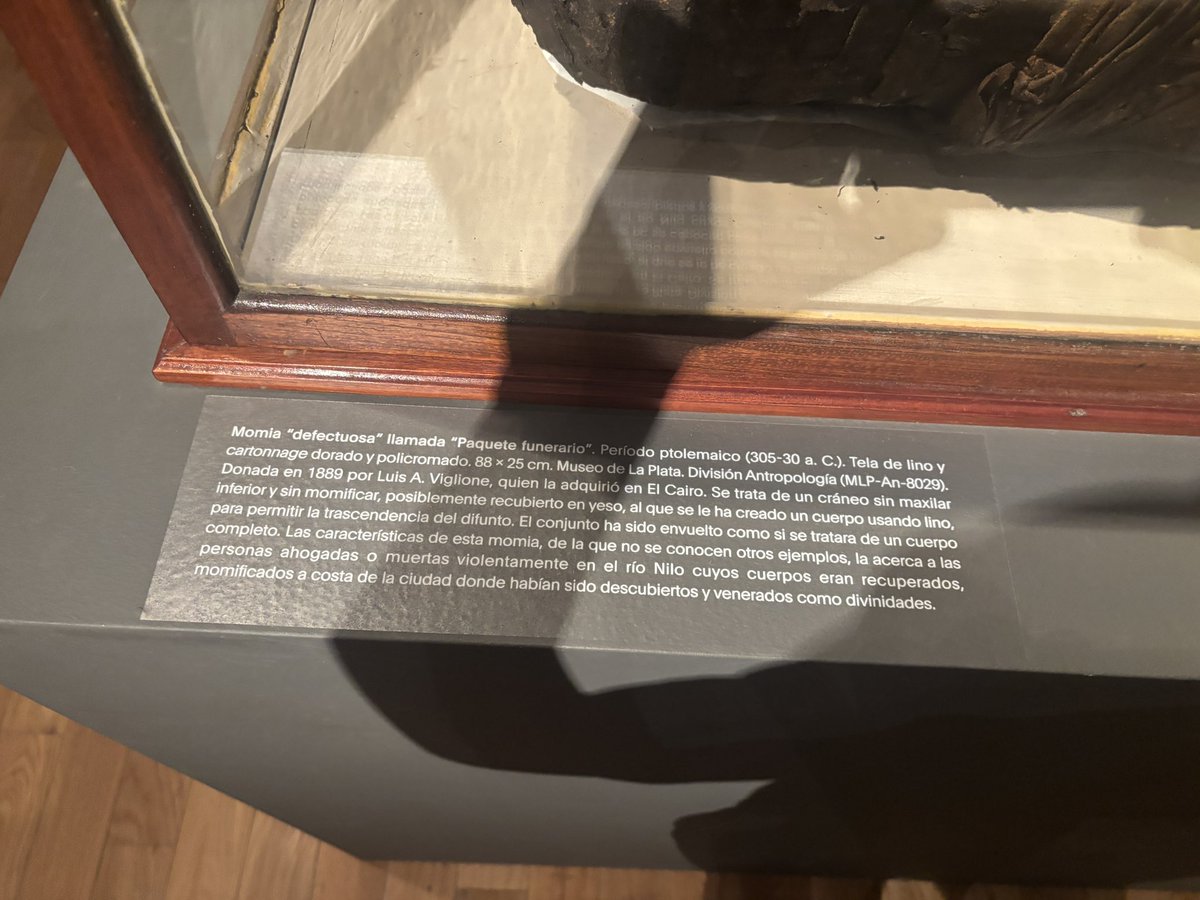 Momia “defectuosa” llamada “Paquete funerario”. Período ptolemaico (305-30 a. C.). Tela de lino y
cartonnage dorado y policromado. 88 × 25 cm. Museo de La Plata. División Antropología (MLP-An-8029).
Donada en 1889 por Luis A. Viglione, quien la adquirió en El Cairo. Se trata de un cráneo sin maxilar
inferior y sin momificar, posiblemente recubierto en yeso, al que se le ha creado un cuerpo usando lino,
para permitir la trascendencia del difunto. El conjunto ha sido envuelto como si se tratara de un cuerpo
completo. Las características de esta momia, de la que no se conocen otros ejemplos, la acerca a las
personas ahogadas o muertas violentamente en el río Nilo cuyos cuerpos eran recuperados,
momificados a costa de la ciudad donde habían sido descubiertos y venerados como divinidades.